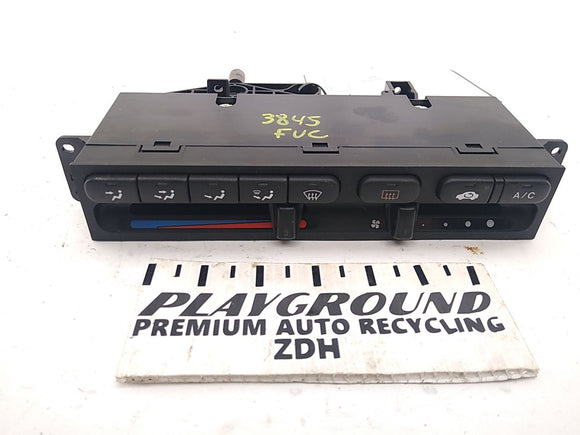 3845
FUC
A/C
PLAYGROUND
PREMIUM AUTO RECYCLING
ZDH